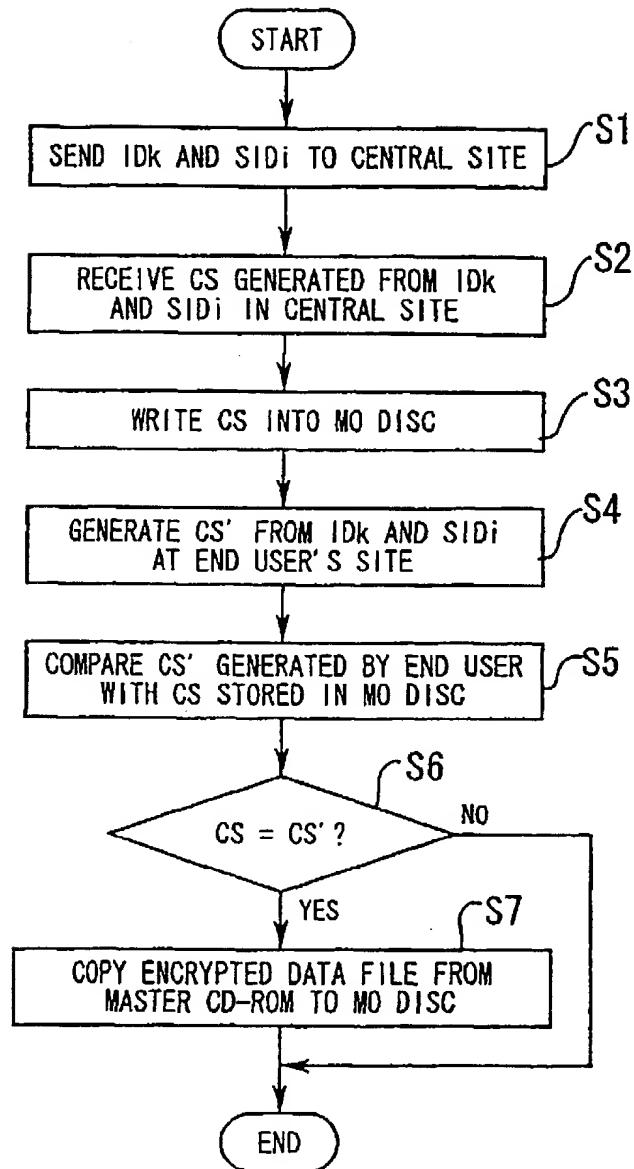 START
S1
SEND IDk AND SIDi TO CENTRAL SITE
S2
RECEIVE CS GENERATED FROM IDk
AND SIDi IN CENTRAL SITE
S3
WRITE CS INTO MO DISC
S4
GENERATE CS' FROM IDk AND SIDi
AT END USER'S SITE
S5
COMPARE CS' GENERATED BY END USER
WITH CS STORED IN MO DISC
S6
CS = CS'?
NO
YES
S7
COPY ENCRYPTED DATA FILE FROM
MASTER CD-ROM TO MO DISC
END